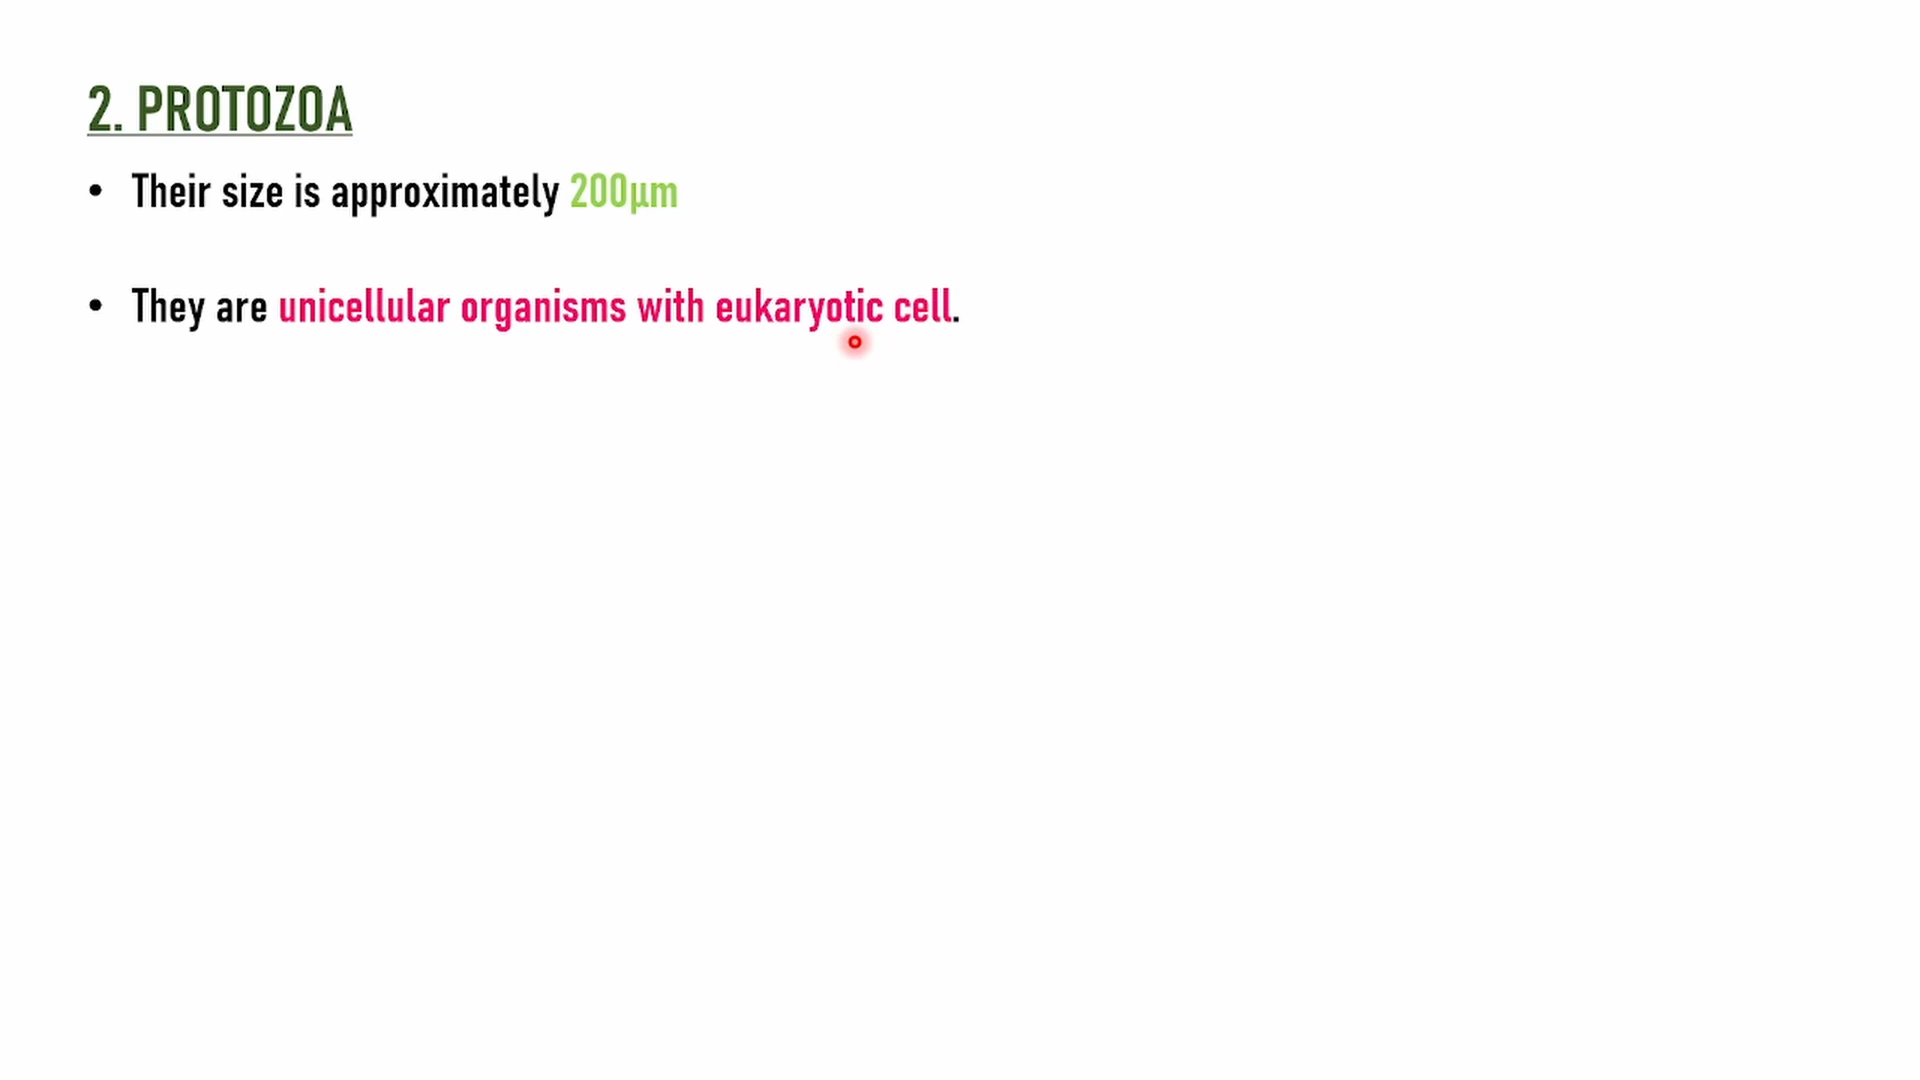 2. PROTOZOA
• Their size is approximately 200µm
• They are unicellular organisms with eukaryotic cell.